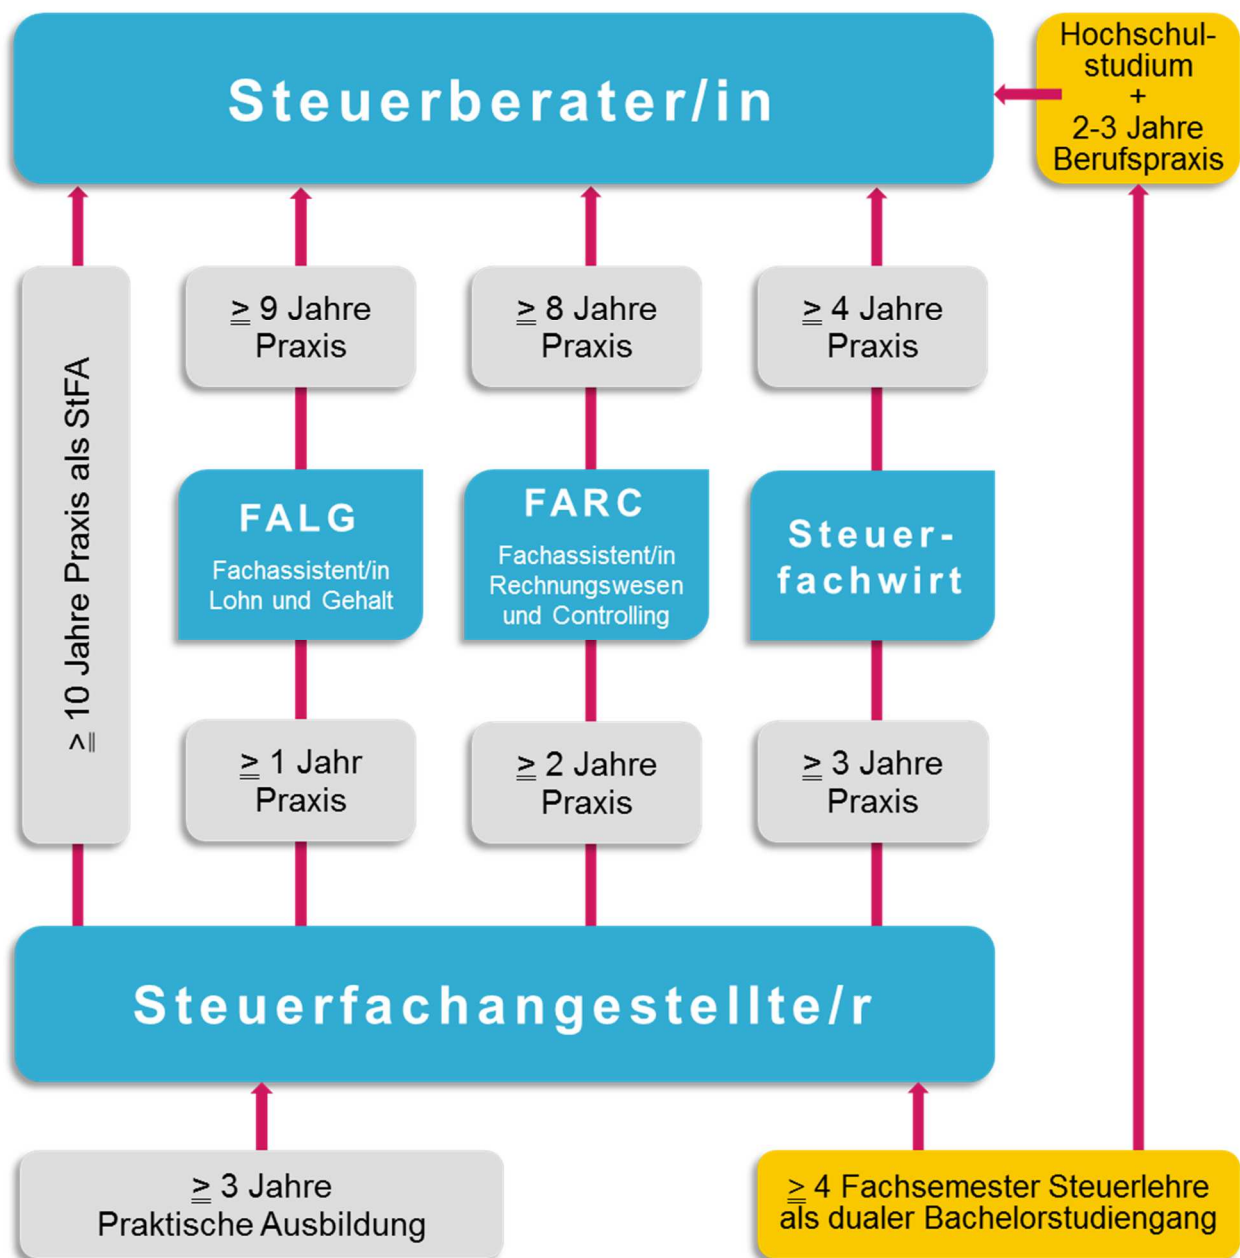 Steuerberater/in
Hochschul-
studium
+
2-3 Jahre
Berufspraxis
≧ 10 Jahre Praxis als StFA
≧ 9 Jahre
Praxis
≧ 8 Jahre
Praxis
≧ 4 Jahre
Praxis
FALG
Fachassistent/in
Lohn und Gehalt
FARC
Fachassistent/in
Rechnungswesen
und Controlling
Steuer-
fachwirt
≧ 1 Jahr
Praxis
≧ 2 Jahre
Praxis
≧ 3 Jahre
Praxis
Steuerfachangestellte/r
≧ 3 Jahre
Praktische Ausbildung
≧ 4 Fachsemester Steuerlehre
als dualer Bachelorstudiengang